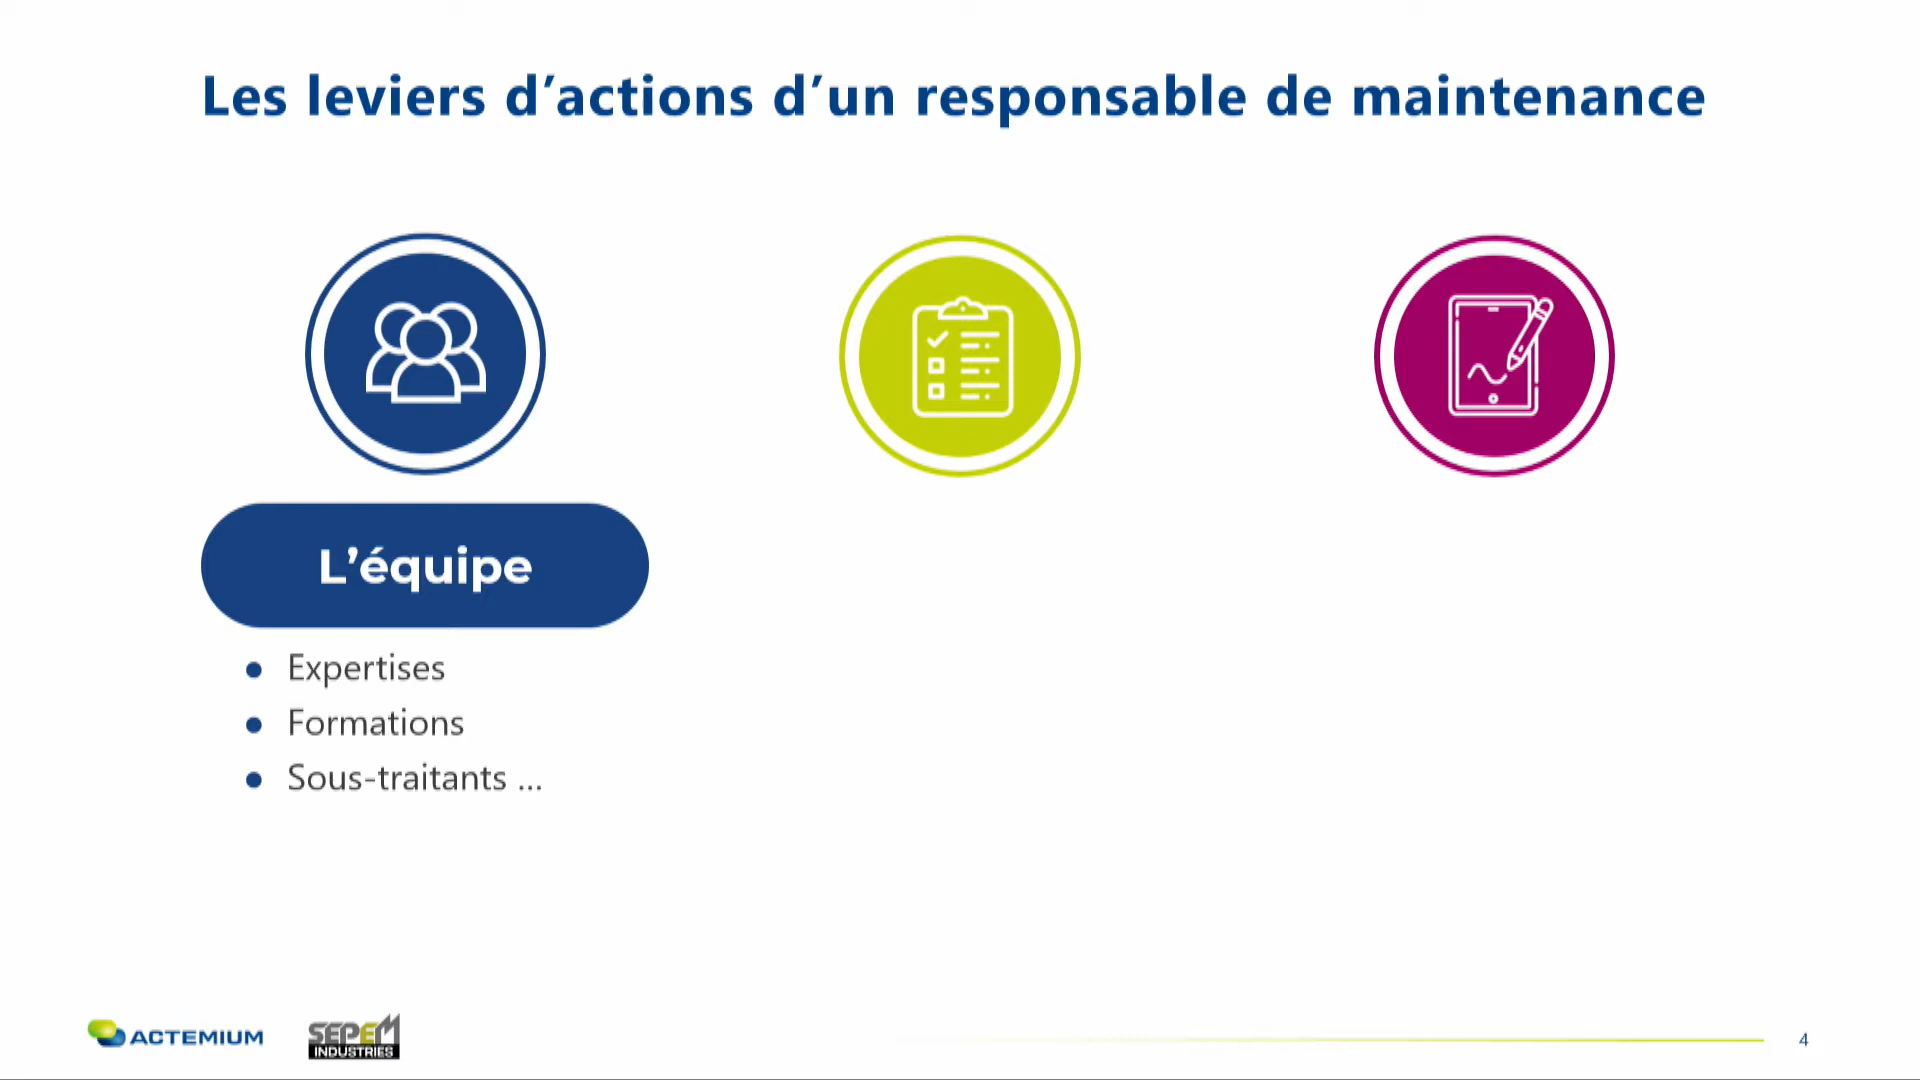 Les leviers d’actions d’un responsable de maintenance
L’équipe
Expertises
Formations
Sous-traitants ...
ACTEMIUM
SEPEM
INDUSTRIES
4